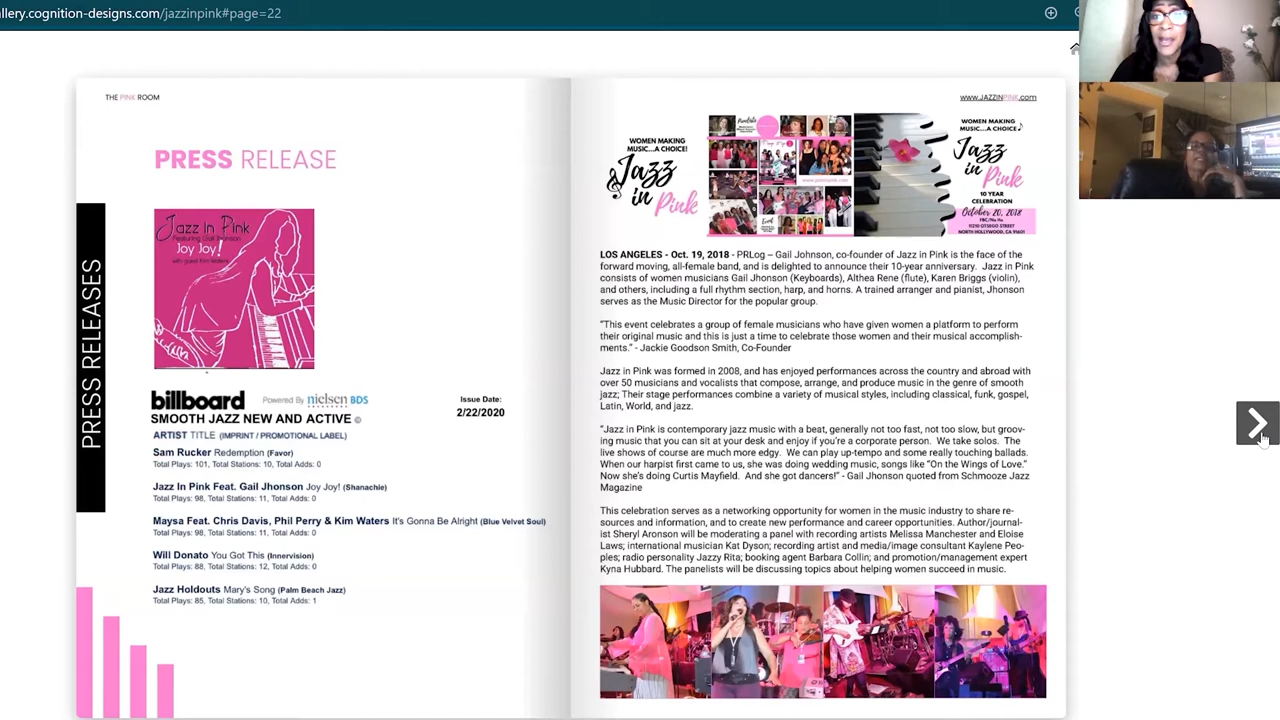 allery.cognition-designs.com/jazzinpink#page=22
THE PINK ROOM
PRESS RELEASE
PRESS RELEASES
Jazz In Pink
Featuring Gail Jhonson
Joy Joy!
with guest Kim Waters
billboard Powered By nielsen BDS
SMOOTH JAZZ NEW AND ACTIVE
Issue Date:
2/22/2020
ARTIST TITLE (IMPRINT / PROMOTIONAL LABEL)
Sam Rucker Redemption (Favor)
Total Plays: 101, Total Stations: 10, Total Adds: 0
Jazz In Pink Feat. Gail Jhonson Joy Joy! (Shanachie)
Total Plays: 98, Total Stations: 11, Total Adds: 0
Maysa Feat. Chris Davis, Phil Perry & Kim Waters It's Gonna Be Alright (Blue Velvet Soul)
Total Plays: 98, Total Stations: 11, Total Adds: 0
Will Donato You Got This (Innervision)
Total Plays: 88, Total Stations: 12, Total Adds: 0
Jazz Holdouts Mary's Song (Palm Beach Jazz)
Total Plays: 85, Total Stations: 10, Total Adds: 1
www.JAZZINPINK.com
WOMEN MAKING
MUSIC...A CHOICE!
Jazz
in Pink
www.jazzinpink.com
WOMEN MAKING
MUSIC...A CHOICE
Jazz
in Pink
10 YEAR
CELEBRATION
October 20, 2018
FBC/No Ho
11210 OTSEGO STREET
NORTH HOLLYWOOD, CA 91601
LOS ANGELES - Oct. 19, 2018 - PRLog – Gail Johnson, co-founder of Jazz in Pink is the face of the
forward moving, all-female band, and is delighted to announce their 10-year anniversary. Jazz in Pink
consists of women musicians Gail Jhonson (Keyboards), Althea Rene (flute), Karen Briggs (violin),
and others, including a full rhythm section, harp, and horns. A trained arranger and pianist, Jhonson
serves as the Music Director for the popular group.
“This event celebrates a group of female musicians who have given women a platform to perform
their original music and this is just a time to celebrate those women and their musical accomplish-
ments.” - Jackie Goodson Smith, Co-Founder
Jazz in Pink was formed in 2008, and has enjoyed performances across the country and abroad with
over 50 musicians and vocalists that compose, arrange, and produce music in the genre of smooth
jazz; Their stage performances combine a variety of musical styles, including classical, funk, gospel,
Latin, World, and jazz.
“Jazz in Pink is contemporary jazz music with a beat, generally not too fast, not too slow, but groov-
ing music that you can sit at your desk and enjoy if you’re a corporate person. We take solos. The
live shows of course are much more edgy. We can play up-tempo and some really touching ballads.
When our harpist first came to us, she was doing wedding music, songs like “On the Wings of Love.”
Now she’s doing Curtis Mayfield. And she got dancers!” - Gail Jhonson quoted from Schmooze Jazz
Magazine
This celebration serves as a networking opportunity for women in the music industry to share re-
sources and information, and to create new performance and career opportunities. Author/journal-
ist Sheryl Aronson will be moderating a panel with recording artists Melissa Manchester and Eloise
Laws; international musician Kat Dyson; recording artist and media/image consultant Kaylene Peo-
ples; radio personality Jazzy Rita; booking agent Barbara Collin; and promotion/management expert
Kyna Hubbard. The panelists will be discussing topics about helping women succeed in music.